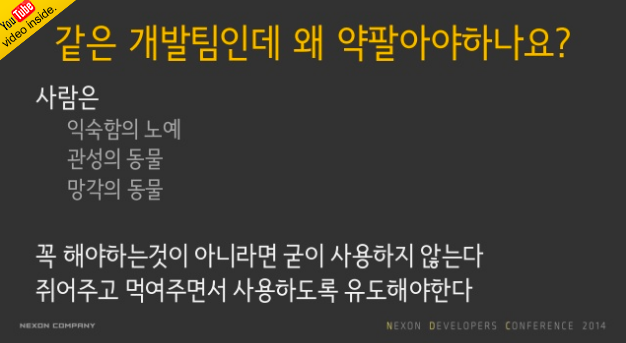 You Tube
video inside.
같은 개발팀인데 왜 약팔아야하나요?
사람은
익숙함의 노예
관성의 동물
망각의 동물
꼭 해야하는것이 아니라면 굳이 사용하지 않는다
쥐어주고 먹여주면서 사용하도록 유도해야한다
NEXON COMPANY
NEXON DEVELOPERS CONFERENCE 2014